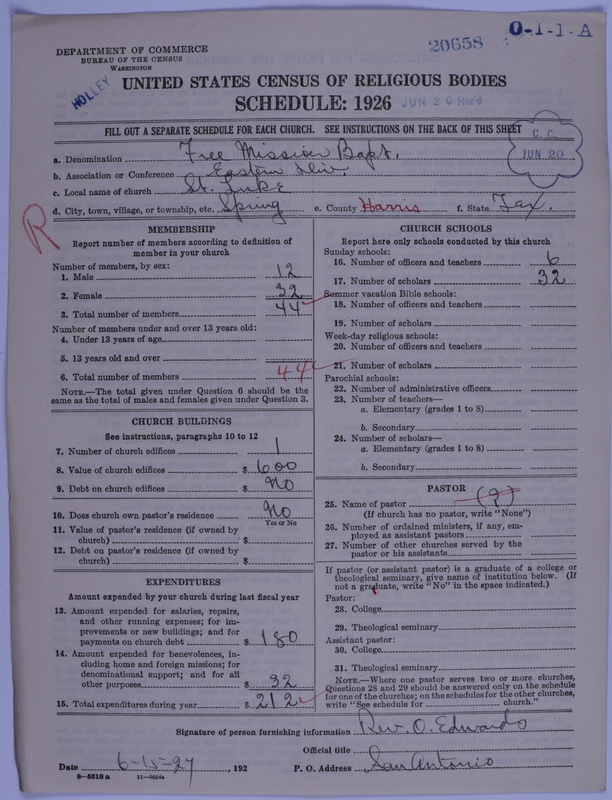 DEPARTMENT OF COMMERCE
BUREAU OF THE CENSUS
WASHINGTON
20658
O-1-1-A
HOLLEY
UNITED STATES CENSUS OF RELIGIOUS BODIES
SCHEDULE: 1926 JUN 20 Rec'd
FILL OUT A SEPARATE SCHEDULE FOR EACH CHURCH. SEE INSTRUCTIONS ON THE BACK OF THIS SHEET
C. C.
JUN 20
a. Denomination Free Mission Bapt.
b. Association or Conference Eastern Div
c. Local name of church St. Luke
d. City, town, village, or township, etc. Spring e. County Harris f. State Tax.
R
MEMBERSHIP
Report number of members according to definition of
member in your church
Number of members, by sex:
1. Male 12
2. Female 32
3. Total number of members 44
Number of members under and over 13 years old:
4. Under 13 years of age
5. 13 years old and over
6. Total number of members 44
NOTE.—The total given under Question 6 should be the
same as the total of males and females given under Question 3.
CHURCH BUILDINGS
See instructions, paragraphs 10 to 12
7. Number of church edifices 1
8. Value of church edifices $ 600
9. Debt on church edifices $ No
10. Does church own pastor's residence No
Yes or No
11. Value of pastor's residence (if owned by
church) $
12. Debt on pastor's residence (if owned by
church) $
EXPENDITURES
Amount expended by your church during last fiscal year
13. Amount expended for salaries, repairs,
and other running expenses; for im-
provements or new buildings; and for
payments on church debt $ 180
14. Amount expended for benevolences, in-
cluding home and foreign missions; for
denominational support; and for all
other purposes $ 32
15. Total expenditures during year $ 212
CHURCH SCHOOLS
Report here only schools conducted by this church
Sunday schools:
16. Number of officers and teachers 6
17. Number of scholars 32
Summer vacation Bible schools:
18. Number of officers and teachers
19. Number of scholars
Week-day religious schools:
20. Number of officers and teachers
21. Number of scholars
Parochial schools:
22. Number of administrative officers
23. Number of teachers—
a. Elementary (grades 1 to 8)
b. Secondary
24. Number of scholars—
a. Elementary (grades 1 to 8)
b. Secondary
PASTOR
25. Name of pastor (?)
(If church has no pastor, write "None")
26. Number of ordained ministers, if any, em-
ployed as assistant pastors
27. Number of other churches served by the
pastor or his assistants
If pastor (or assistant pastor) is a graduate of a college or
theological seminary, give name of institution below. (If
not a graduate, write "No" in the space indicated.)
Pastor:
28. College
29. Theological seminary
Assistant pastor:
30. College
31. Theological seminary
NOTE.—Where one pastor serves two or more churches,
Questions 28 and 29 should be answered only on the schedule
for one of the churches; on the schedules for the other churches,
write "See schedule for church."
Signature of person furnishing information Rev. O. Edwards
Official title
Date 6-15-27, 192 P. O. Address San Antonio
8—5518 a 11—9054a